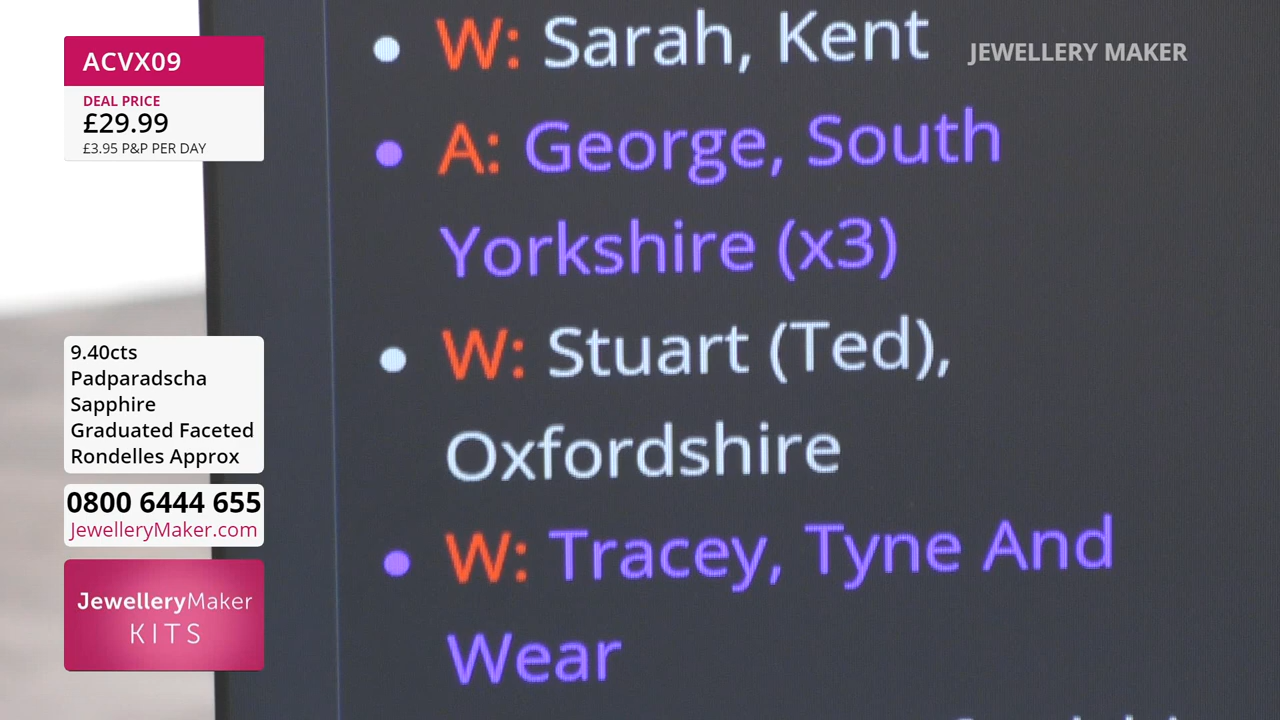 ACVX09
DEAL PRICE
£29.99
£3.95 P&P PER DAY
9.40cts
Padparadscha
Sapphire
Graduated Faceted
Rondelles Approx
0800 6444 655
JewelleryMaker.com
JewelleryMaker
KITS
JEWELLERY MAKER
• W: Sarah, Kent
• A: George, South
Yorkshire (x3)
• W: Stuart (Ted),
Oxfordshire
• W: Tracey, Tyne And
Wear